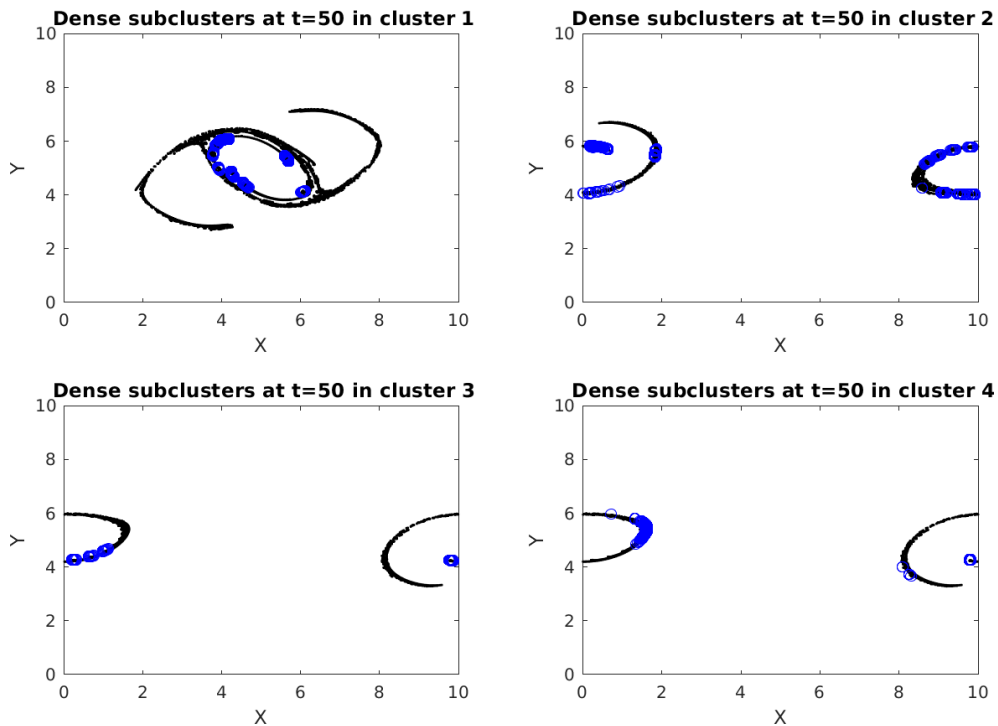 Dense subclusters at t=50 in cluster 1
10
8
6
4
2
0
Y
0 2 4 6 8 10
X
Dense subclusters at t=50 in cluster 2
10
8
6
4
2
0
Y
0 2 4 6 8 10
X
Dense subclusters at t=50 in cluster 3
10
8
6
4
2
0
Y
0 2 4 6 8 10
X
Dense subclusters at t=50 in cluster 4
10
8
6
4
2
0
Y
0 2 4 6 8 10
X